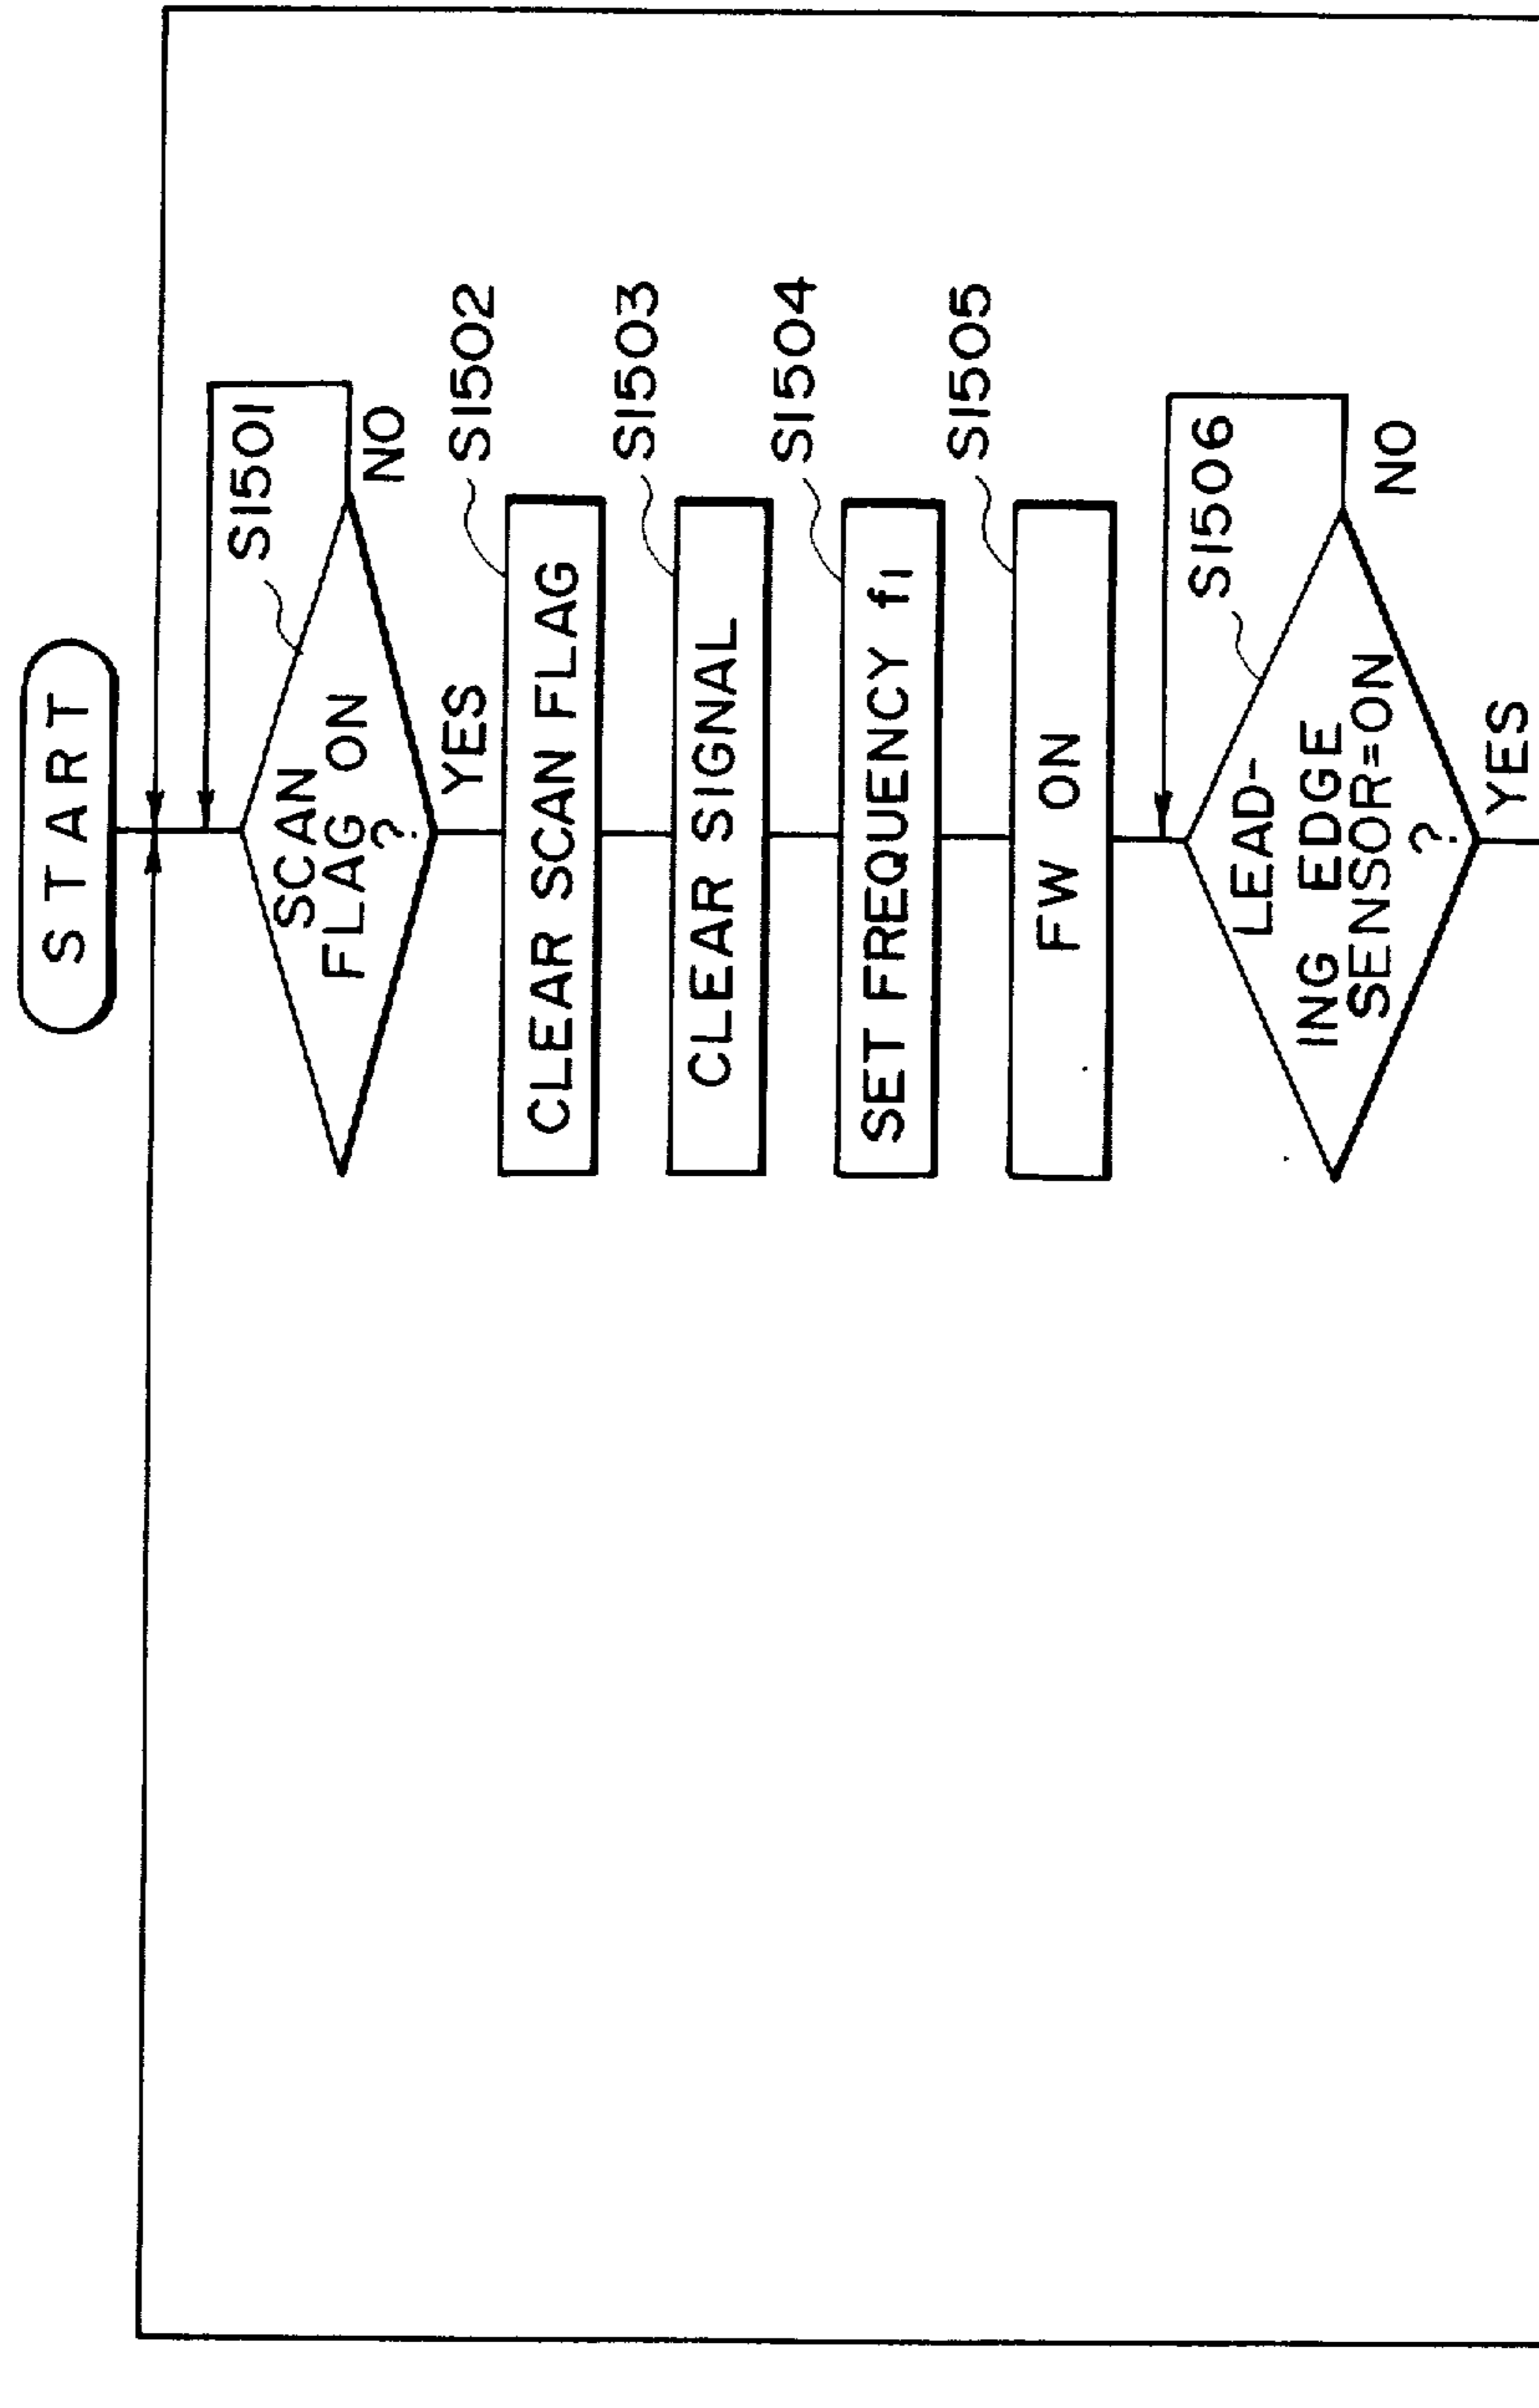 START
S1501
SCAN
FLAG ON
?
NO
YES
S1502
CLEAR SCAN FLAG
S1503
CLEAR SIGNAL
S1504
SET FREQUENCY f1
S1505
FW ON
S1506
LEAD-
ING EDGE
SENSOR=ON
?
NO
YES